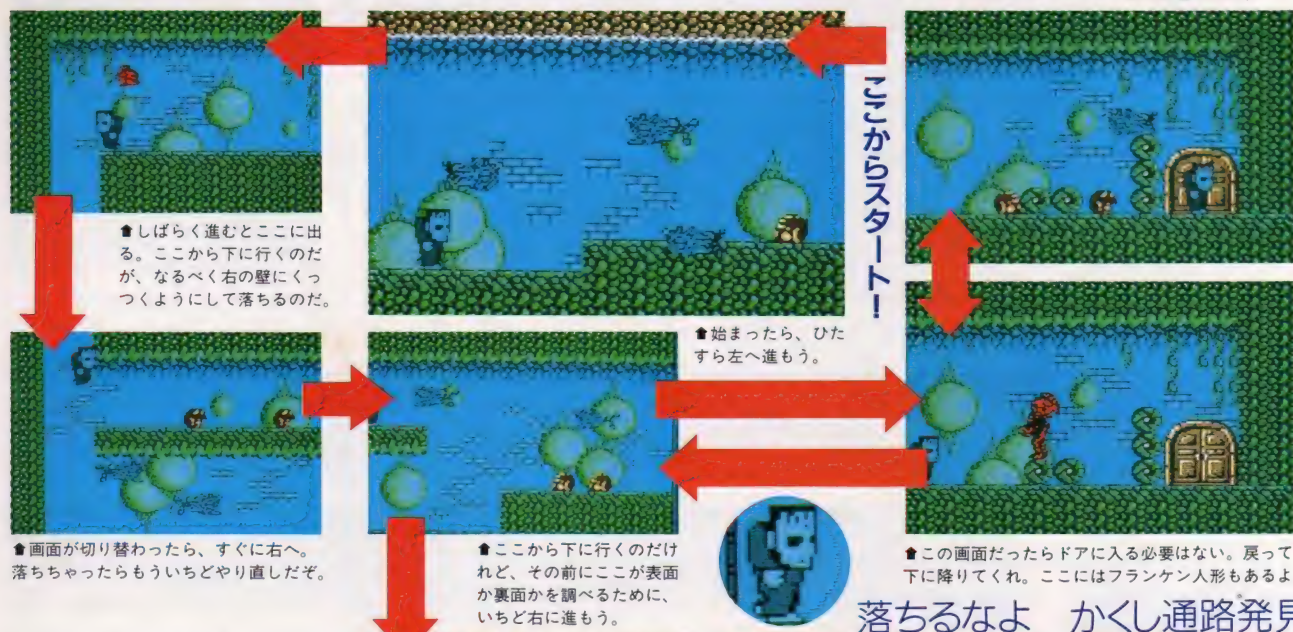 ここからスタート!
⬆しばらく進むとここに出
る。ここから下に行くのだ
が、なるべく右の壁にくっ
つくようにして落ちるのだ。
⬆始まったら、ひた
すら左へ進もう。
⬆画面が切り替わったら、すぐに右へ。
落ちちゃったらもういちどやり直しだぞ。
⬆ここから下に行くのだけ
れど、その前にここが表面
か裏面かを調べるために、
いちど右に進もう。
⬆この画面だったらドアに入る必要はない。戻って
下に降りてくれ。ここにはフランケン人形もあるよ
落ちるなよ かくし通路発見